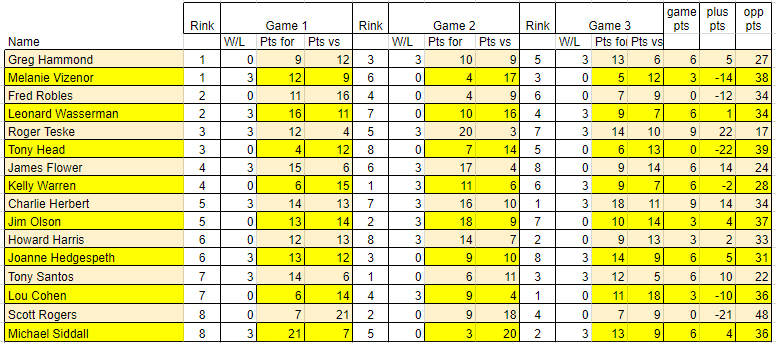 Rink Game 1 Rink Game 2 Rink Game 3 game pts plus pts opp pts
Name W/L Pts for Pts vs W/L Pts for Pts vs W/L Pts for Pts vs
Greg Hammond 1 0 9 12 3 3 10 9 5 3 13 6 6 5 27
Melanie Vizenor 1 3 12 9 6 0 4 17 3 0 5 12 3 -14 38
Fred Robles 2 0 11 16 4 0 4 9 6 0 7 9 0 -12 34
Leonard Wasserman 2 3 16 11 7 0 10 16 4 3 9 7 6 1 34
Roger Teske 3 3 12 4 5 3 20 3 7 3 14 10 9 22 17
Tony Head 3 0 4 12 8 0 7 14 5 0 6 13 0 -22 39
James Flower 4 3 15 6 6 3 17 4 8 0 9 14 6 14 24
Kelly Warren 4 0 6 15 1 3 11 6 6 3 9 7 6 -2 28
Charlie Herbert 5 3 14 13 7 3 16 10 1 3 18 11 9 14 34
Jim Olson 5 0 13 14 2 3 18 9 7 0 10 14 3 4 37
Howard Harris 6 0 12 13 8 3 14 7 2 0 9 13 3 2 33
Joanne Hedgespeth 6 3 13 12 3 0 9 10 8 3 14 9 6 5 31
Tony Santos 7 3 14 6 1 0 6 11 3 3 12 5 6 10 22
Lou Cohen 7 0 6 14 4 3 9 4 1 0 11 18 3 -10 36
Scott Rogers 8 0 7 21 2 0 9 18 4 0 7 9 0 -21 48
Michael Siddall 8 3 21 7 5 0 3 20 2 3 13 9 6 4 36